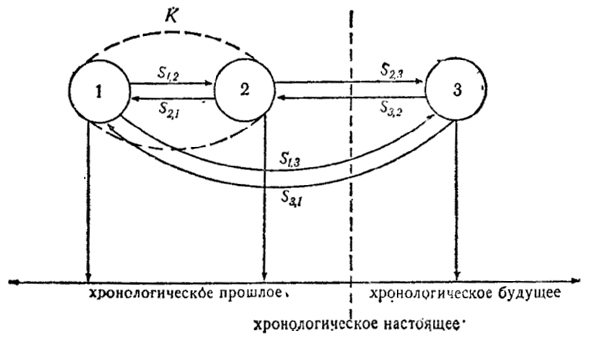 K
S1,2
S2,3
1
2
3
S2,1
S3,2
S1,3
S3,1
хронологическое прошлое
хронологическое будущее
хронологическое настоящее